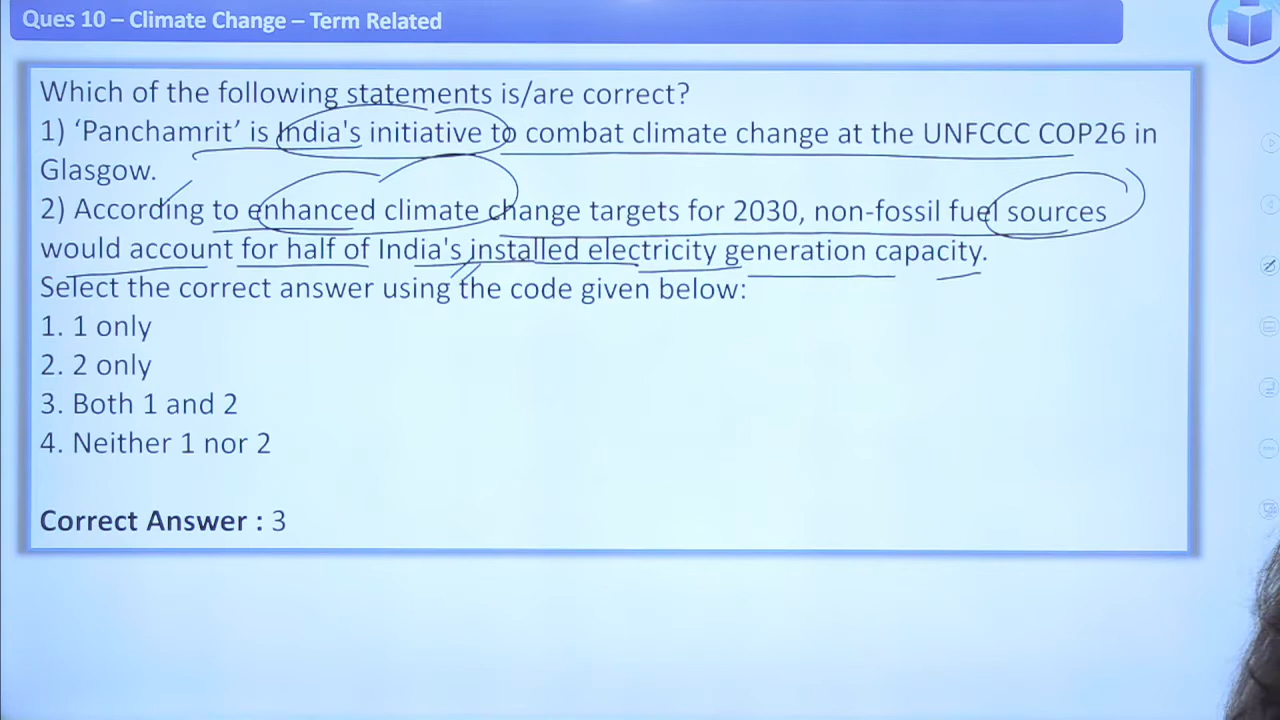 Ques 10 – Climate Change – Term Related
Which of the following statements is/are correct?
1) ‘Panchamrit’ is India's initiative to combat climate change at the UNFCCC COP26 in
Glasgow.
2) According to enhanced climate change targets for 2030, non-fossil fuel sources
would account for half of India's installed electricity generation capacity.
Select the correct answer using the code given below:
1. 1 only
2. 2 only
3. Both 1 and 2
4. Neither 1 nor 2
Correct Answer : 3